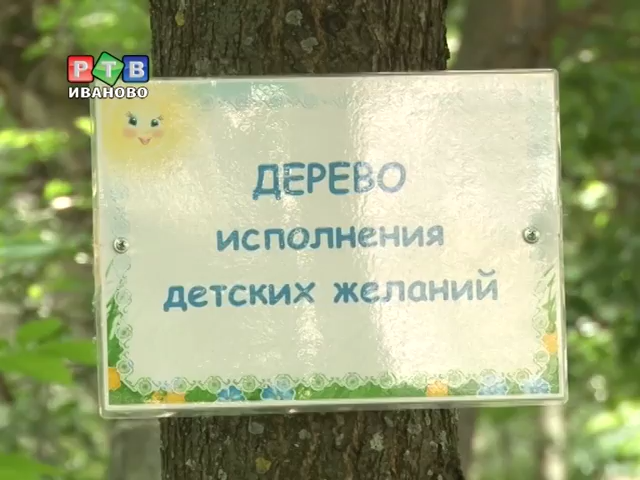 РТВ
ИВАНОВО
ДЕРЕВО
исполнения
детских желаний